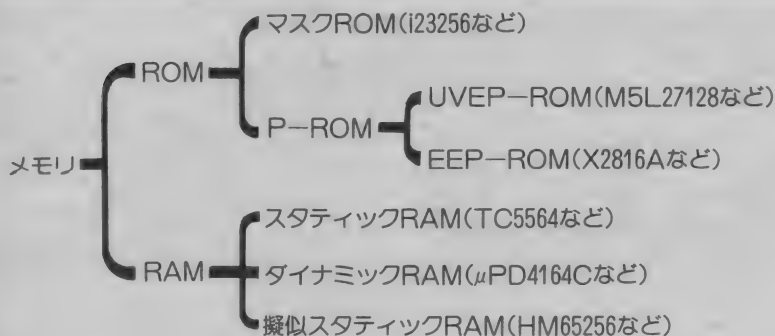 マスクROM(i23256など)
ROM
UVEP-ROM(M5L27128など)
P-ROM
EEP-ROM(X2816Aなど)
メモリ
スタティックRAM(TC5564など)
RAM
ダイナミックRAM(μPD4164Cなど)
擬似スタティックRAM(HM65256など)